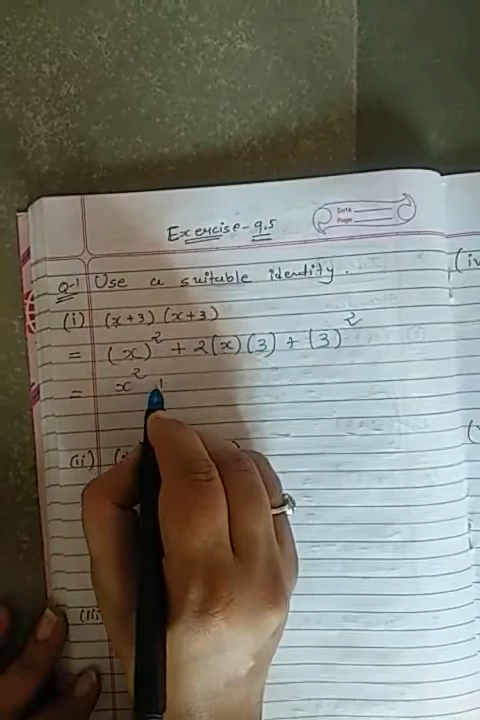 Exercise-9.5
Date
Page
Q-1 Use a suitable identity.
(i) (x+3) (x+3)
= (x)² + 2(x)(3) + (3)²
= x²
(ii) (
(iii
(iv
(v